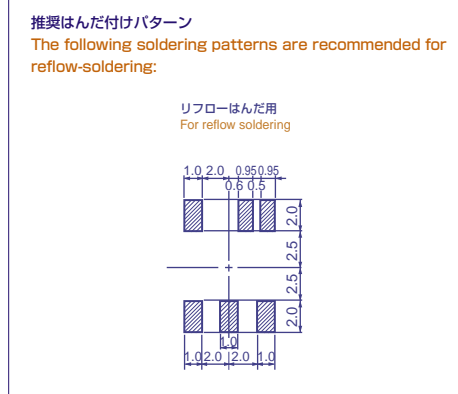 推奨はんだ付けパターン
The following soldering patterns are recommended for
reflow-soldering:
リフローはんだ用
For reflow soldering
1.0 2.0 0.95 0.95
0.6 0.5
2.0
2.5
2.5
2.0
1.0
1.0 2.0 2.0 1.0